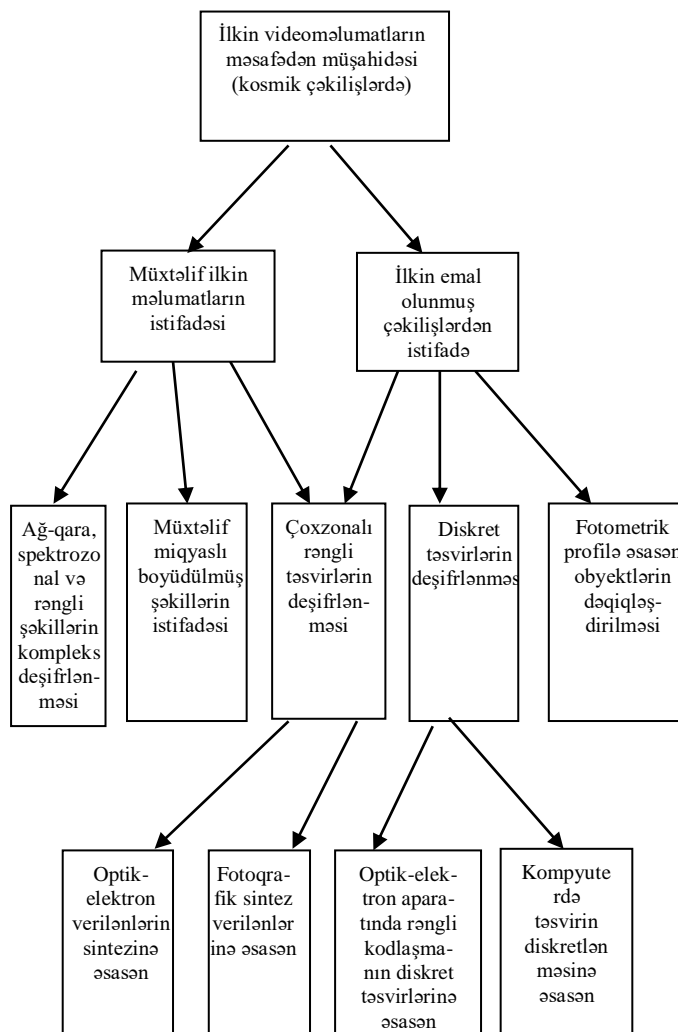 İlkin videoməlumatların
məsafədən müşahidəsi
(kosmik çəkilişlərdə)
Müxtəlif ilkin
məlumatların
istifadəsi
İlkin emal
olunmuş
çəkilişlərdən
istifadə
Ağ-qara,
spektrozo
nal və
rəngli
şəkillərin
kompleks
deşifrlən-
məsi
Müxtəlif
miqyaslı
boyüdülmüş
şəkillərin
istifadəsi
Çoxzonalı
rəngli
təsvirlərin
deşifrlən-
məsi
Diskret
təsvirlərin
deşifrlənməs
Fotometrik
profilə əsasən
obyektlərin
dəqiqləş-
dirilməsi
Optik-
elektron
verilənlərin
sintezinə
əsasən
Fotoqra-
fik sintez
verilənlər
inə əsasən
Optik-elek-
tron apara-
tında rəngli
kodlaşma-
nın diskret
təsvirlərinə
əsasən
Kompyute
rdə
təsvirin
diskretlən
məsinə
əsasən